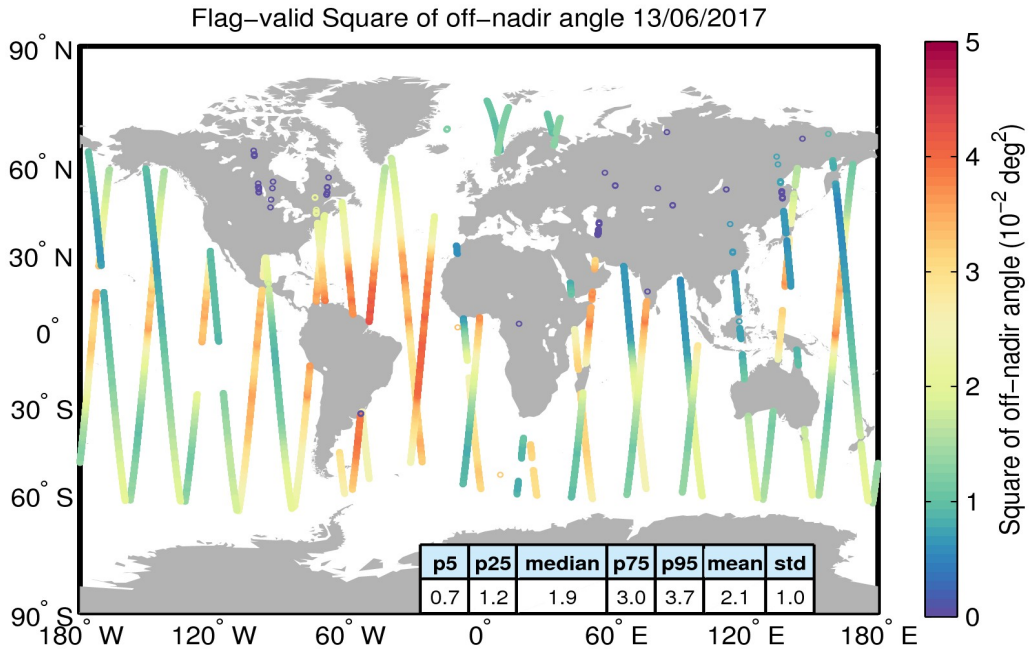 Flag−valid Square of off−nadir angle 13/06/2017
90° N
60° N
30° N
0°
30° S
60° S
90° S
180° W
120° W
60° W
0°
60° E
120° E
180° E
p5 p25 median p75 p95 mean std
0.7 1.2 1.9 3.0 3.7 2.1 1.0
5
4
3
2
1
0
Square of off−nadir angle (10⁻² deg²)